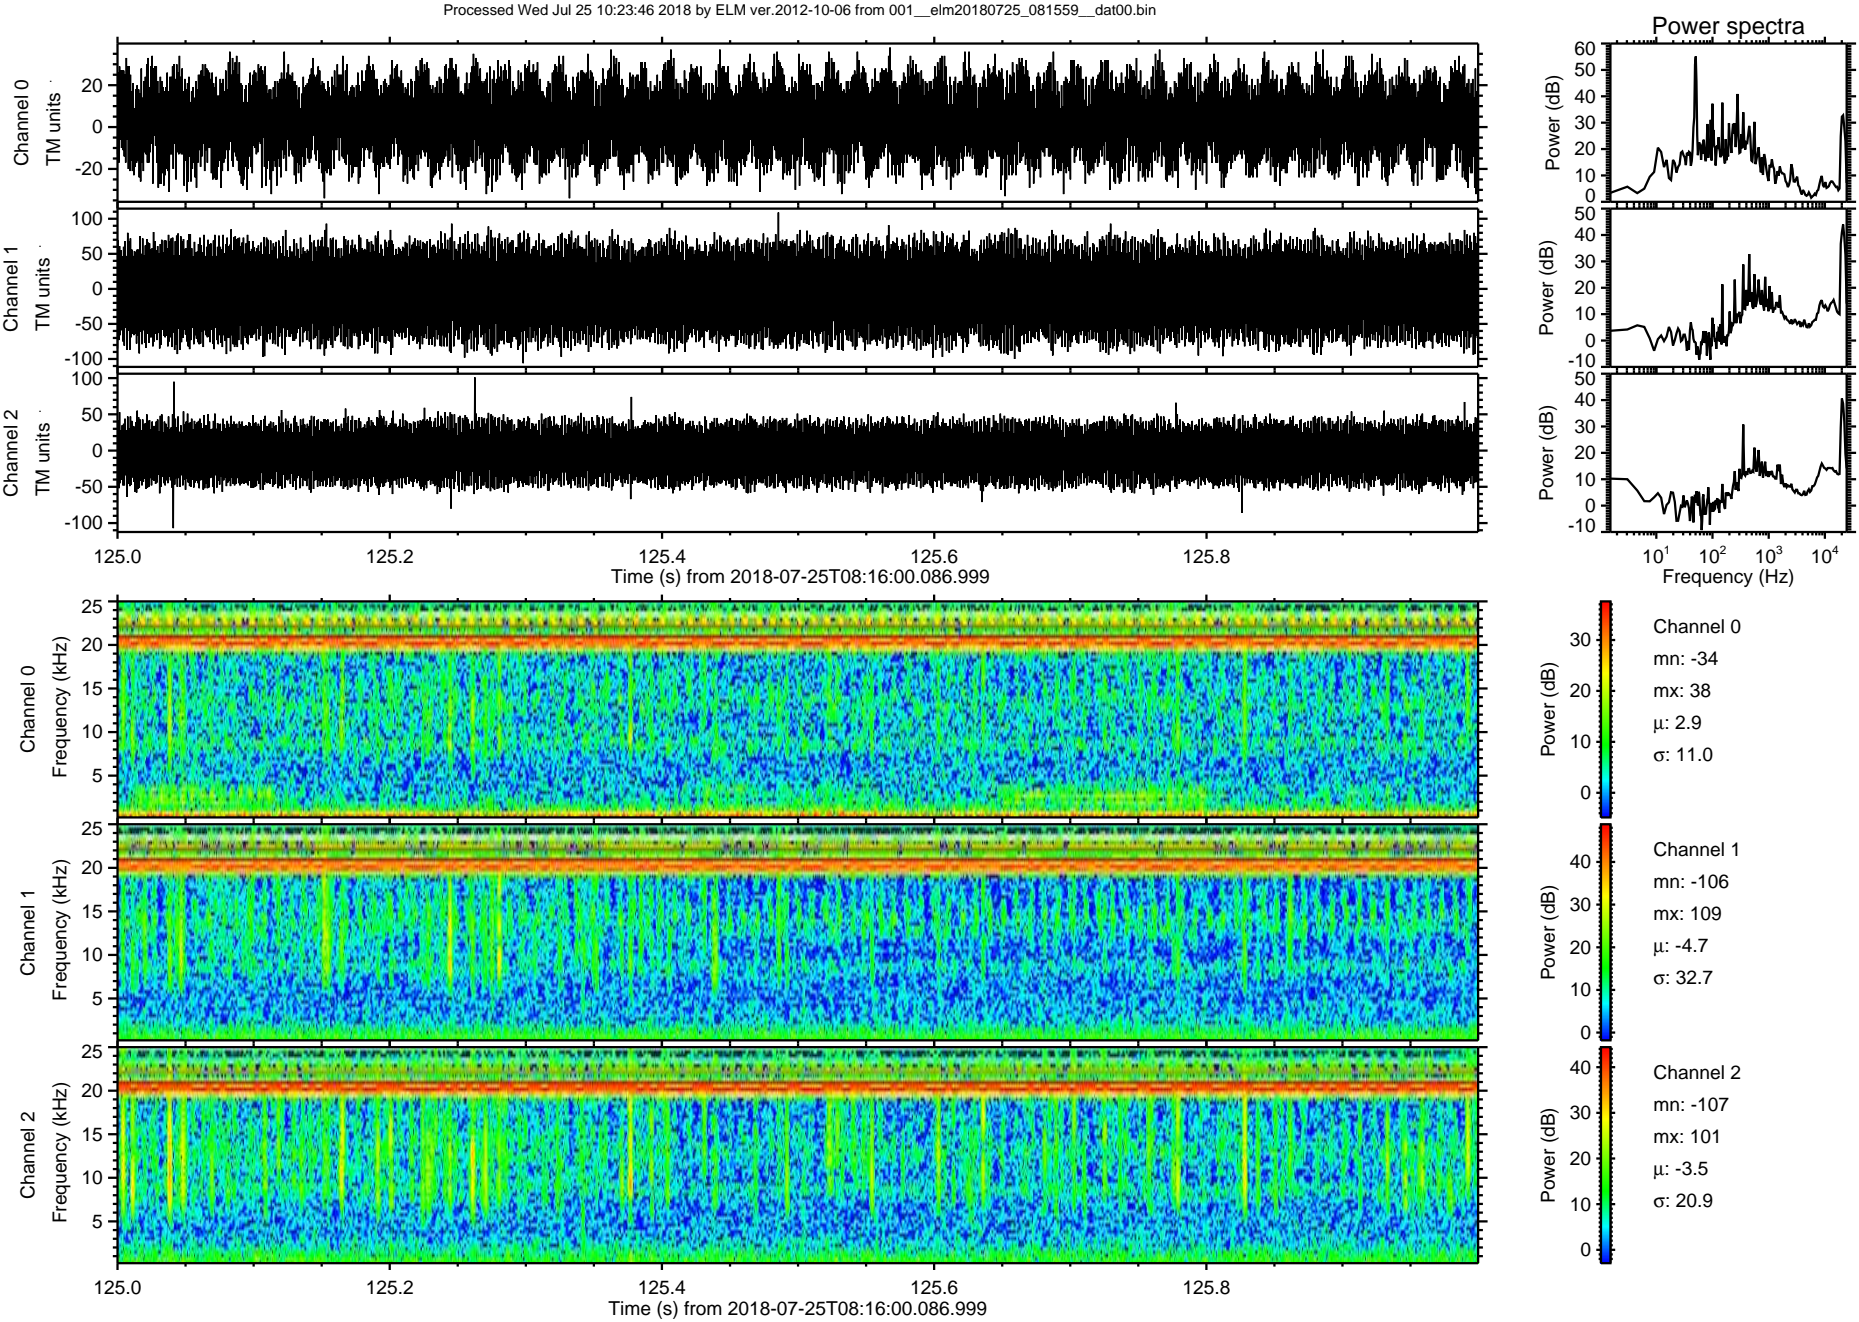 Processed Wed Jul 25 10:23:46 2018 by ELM ver.2012-10-06 from 001__elm20180725_081559__dat00.bin
Power spectra
Channel 0
TM units
20
0
-20
Power (dB)
60
50
40
30
20
10
0
Channel 1
TM units
100
50
0
-50
-100
Power (dB)
50
40
30
20
10
0
-10
Channel 2
TM units
100
50
0
-50
-100
Power (dB)
50
40
30
20
10
0
-10
125.0 125.2 125.4 125.6 125.8
Time (s) from 2018-07-25T08:16:00.086.999
10¹ 10² 10³ 10⁴
Frequency (Hz)
Channel 0
Frequency (kHz)
25
20
15
10
5
Power (dB)
30
20
10
0
Channel 0
mn: -34
mx: 38
μ: 2.9
σ: 11.0
Channel 1
Frequency (kHz)
25
20
15
10
5
Power (dB)
40
30
20
10
0
Channel 1
mn: -106
mx: 109
μ: -4.7
σ: 32.7
Channel 2
Frequency (kHz)
25
20
15
10
5
Power (dB)
40
30
20
10
0
Channel 2
mn: -107
mx: 101
μ: -3.5
σ: 20.9
125.0 125.2 125.4 125.6 125.8
Time (s) from 2018-07-25T08:16:00.086.999